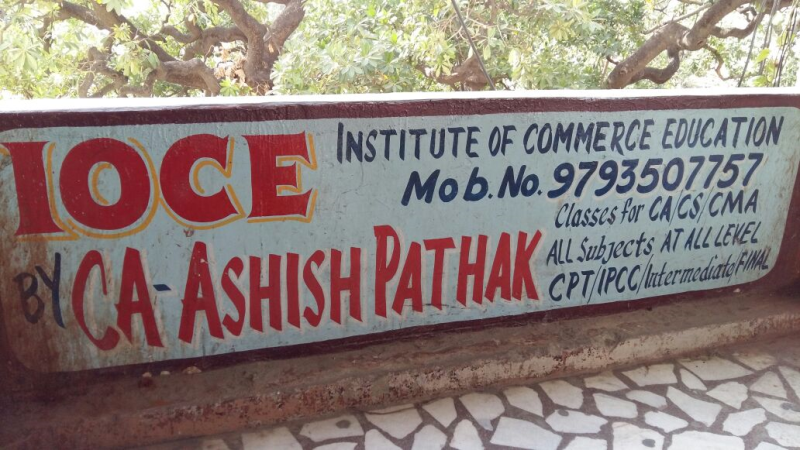 IOCE
INSTITUTE OF COMMERCE EDUCATION
Mob. No. 9793507757
BY CA-ASHISH PATHAK
Classes for CA/CS/CMA
ALL Subjects AT ALL LEKEL
CPT/IPCC/Intermediate/FINAL